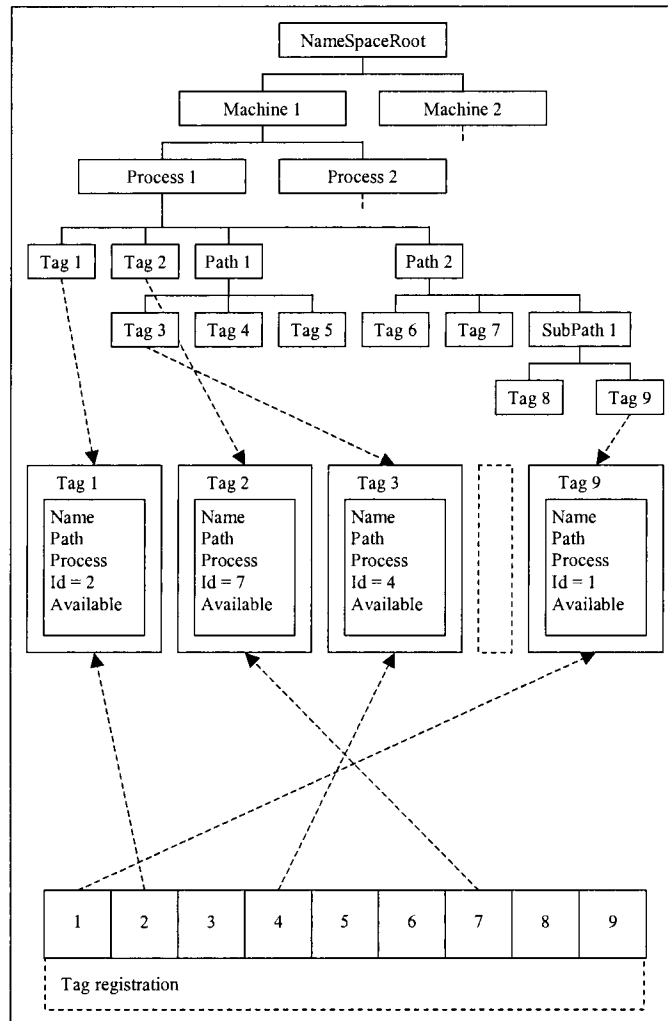 NameSpaceRoot
Machine 1 Machine 2
Process 1 Process 2
Tag 1 Tag 2 Path 1 Path 2
Tag 3 Tag 4 Tag 5 Tag 6 Tag 7 SubPath 1
Tag 8 Tag 9
Tag 1
Name
Path
Process
Id = 2
Available
Tag 2
Name
Path
Process
Id = 7
Available
Tag 3
Name
Path
Process
Id = 4
Available
Tag 9
Name
Path
Process
Id = 1
Available
1 2 3 4 5 6 7 8 9
Tag registration